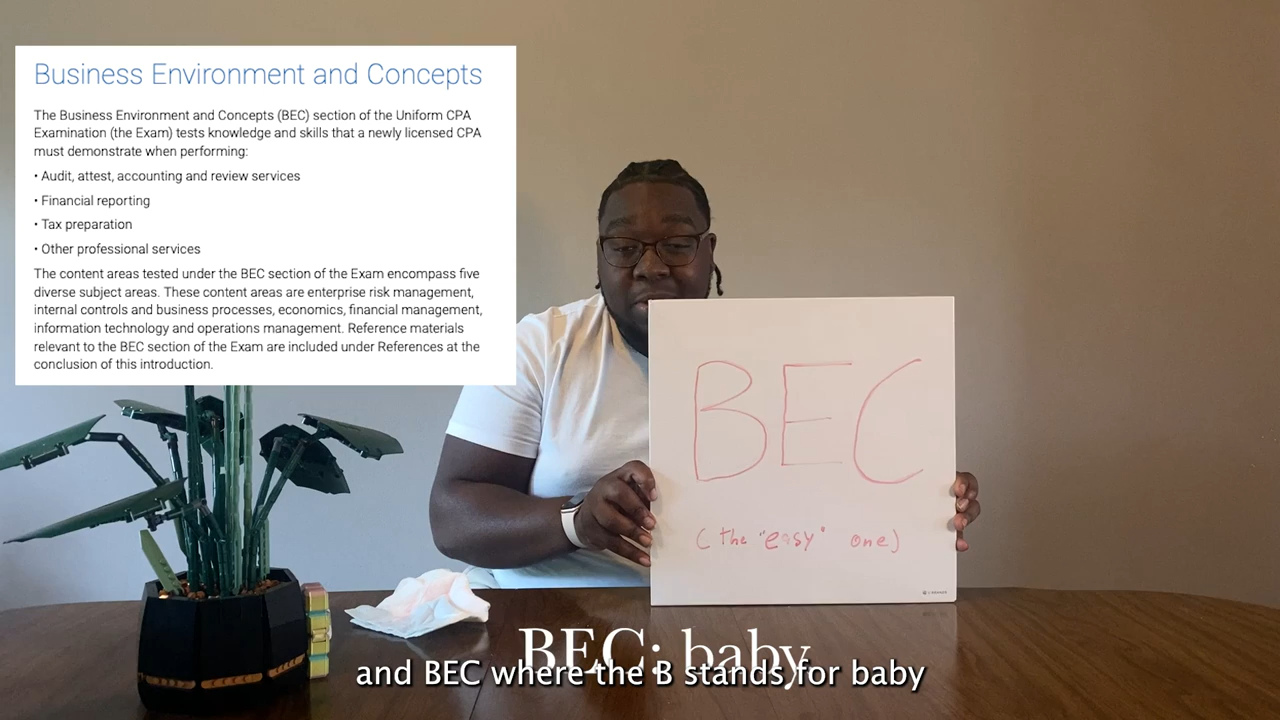 Business Environment and Concepts
The Business Environment and Concepts (BEC) section of the Uniform CPA
Examination (the Exam) tests knowledge and skills that a newly licensed CPA
must demonstrate when performing:
• Audit, attest, accounting and review services
• Financial reporting
• Tax preparation
• Other professional services
The content areas tested under the BEC section of the Exam encompass five
diverse subject areas. These content areas are enterprise risk management,
internal controls and business processes, economics, financial management,
information technology and operations management. Reference materials
relevant to the BEC section of the Exam are included under References at the
conclusion of this introduction.
BEC
(the "easy" one)
BEC: baby
and BEC where the B stands for baby